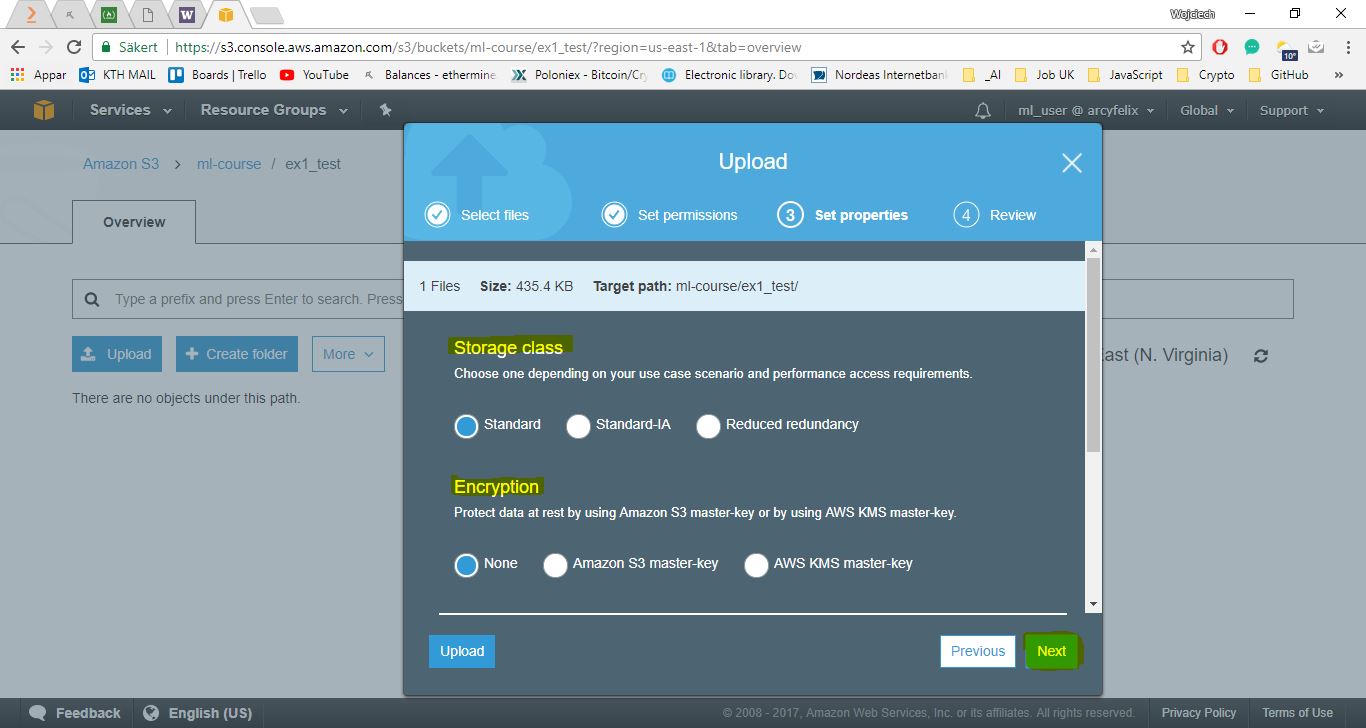 Wojciech
Säkert https://s3.console.aws.amazon.com/s3/buckets/ml-course/ex1_test/?region=us-east-1&tab=overview
10°
Appar KTH MAIL Boards | Trello YouTube Balances - ethermine Poloniex - Bitcoin/Cry Electronic library. Do Nordeas Internetban _AI Job UK JavaScript Crypto GitHub »
Services Resource Groups ml_user @ arcyfelix Global Support
Amazon S3 > ml-course / ex1_test
Overview
Type a prefix and press Enter to search. Press
Upload Create folder More
East (N. Virginia)
There are no objects under this path.
Upload
Select files Set permissions 3 Set properties 4 Review
1 Files Size: 435.4 KB Target path: ml-course/ex1_test/
Storage class
Choose one depending on your use case scenario and performance access requirements.
Standard Standard-IA Reduced redundancy
Encryption
Protect data at rest by using Amazon S3 master-key or by using AWS KMS master-key.
None Amazon S3 master-key AWS KMS master-key
Upload Previous Next
Feedback English (US) © 2008 - 2017, Amazon Web Services, Inc. or its affiliates. All rights reserved. Privacy Policy Terms of Use